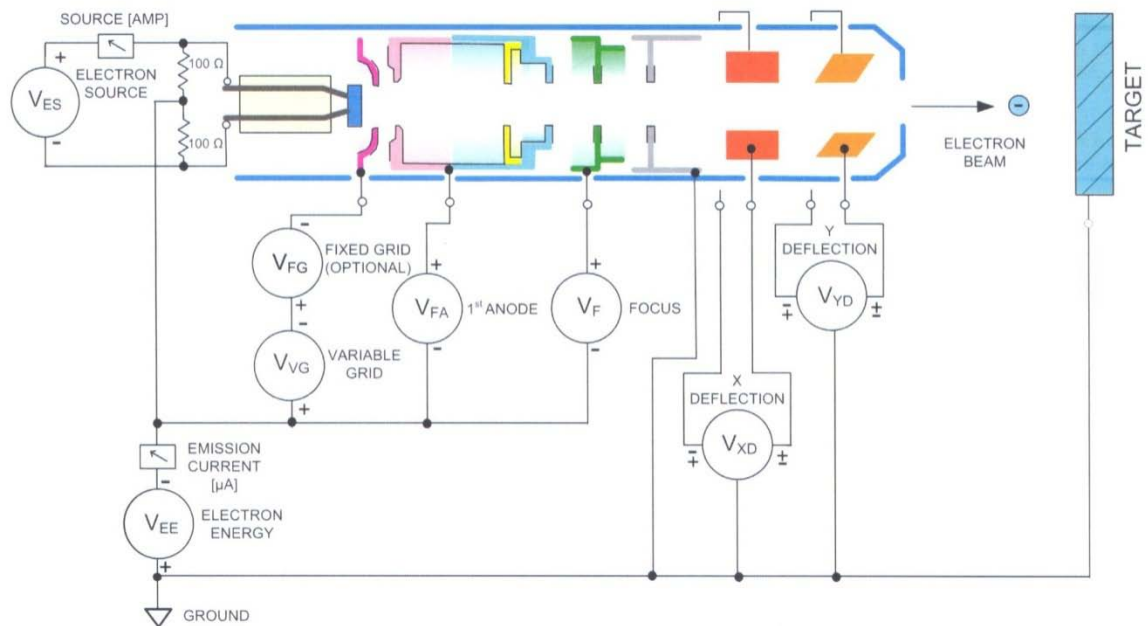 SOURCE [AMP]
+
ELECTRON
SOURCE
100 Ω
VES
-
100 Ω
-
ELECTRON
BEAM
TARGET
-
VFG
FIXED GRID
(OPTIONAL)
+
-
VVG
VARIABLE
GRID
+
+
VFA
1st ANODE
-
+
VF
FOCUS
-
Y
DEFLECTION
VYD
∓
±
X
DEFLECTION
VXD
∓
±
EMISSION
CURRENT
[µA]
-
VEE
ELECTRON
ENERGY
+
GROUND